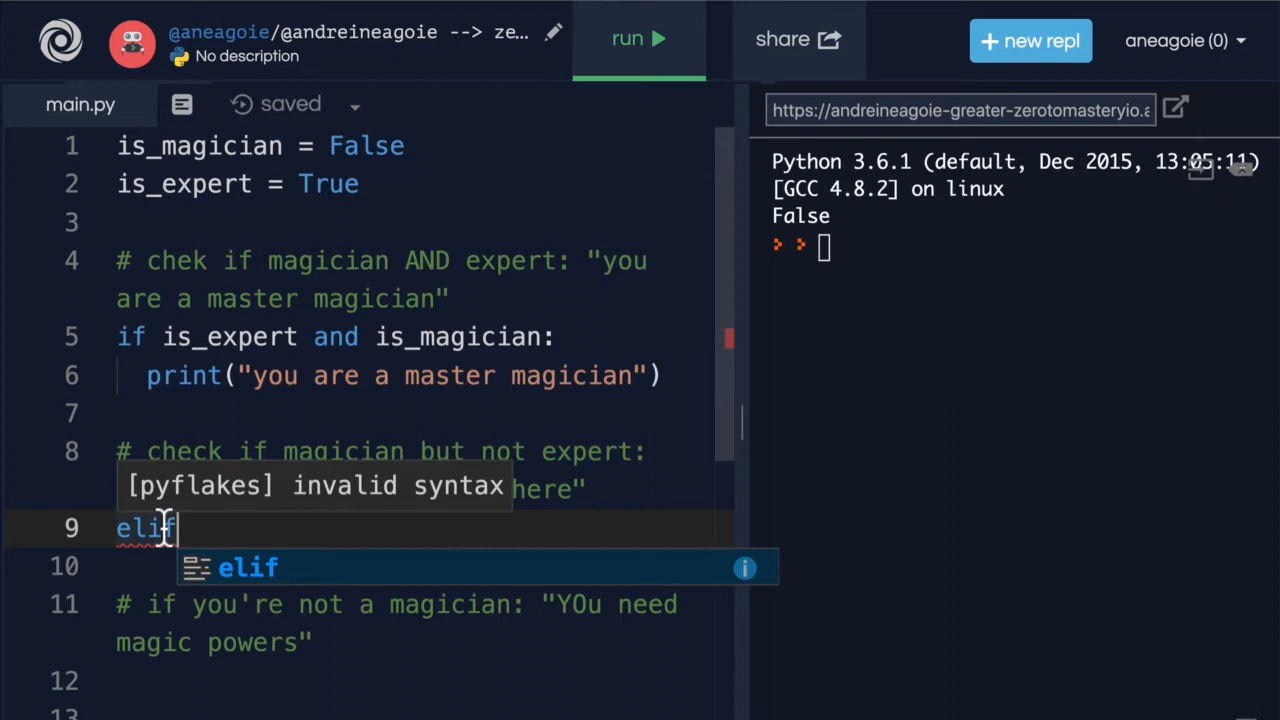 @aneagoie/@andreineagoie --> ze...
No description
run
share
+ new repl
aneagoie (0)
main.py
saved
https://andreineagoie-greater-zerotomasteryio.a
1 is_magician = False
2 is_expert = True
3
4 # chek if magician AND expert: "you
are a master magician"
5 if is_expert and is_magician:
6 print("you are a master magician")
7
8 # check if magician but not expert:
[pyflakes] invalid syntax
here"
9 elif
elif
10
11 # if you're not a magician: "YOu need
magic powers"
12
13
Python 3.6.1 (default, Dec 2015, 13:05:11)
[GCC 4.8.2] on linux
False